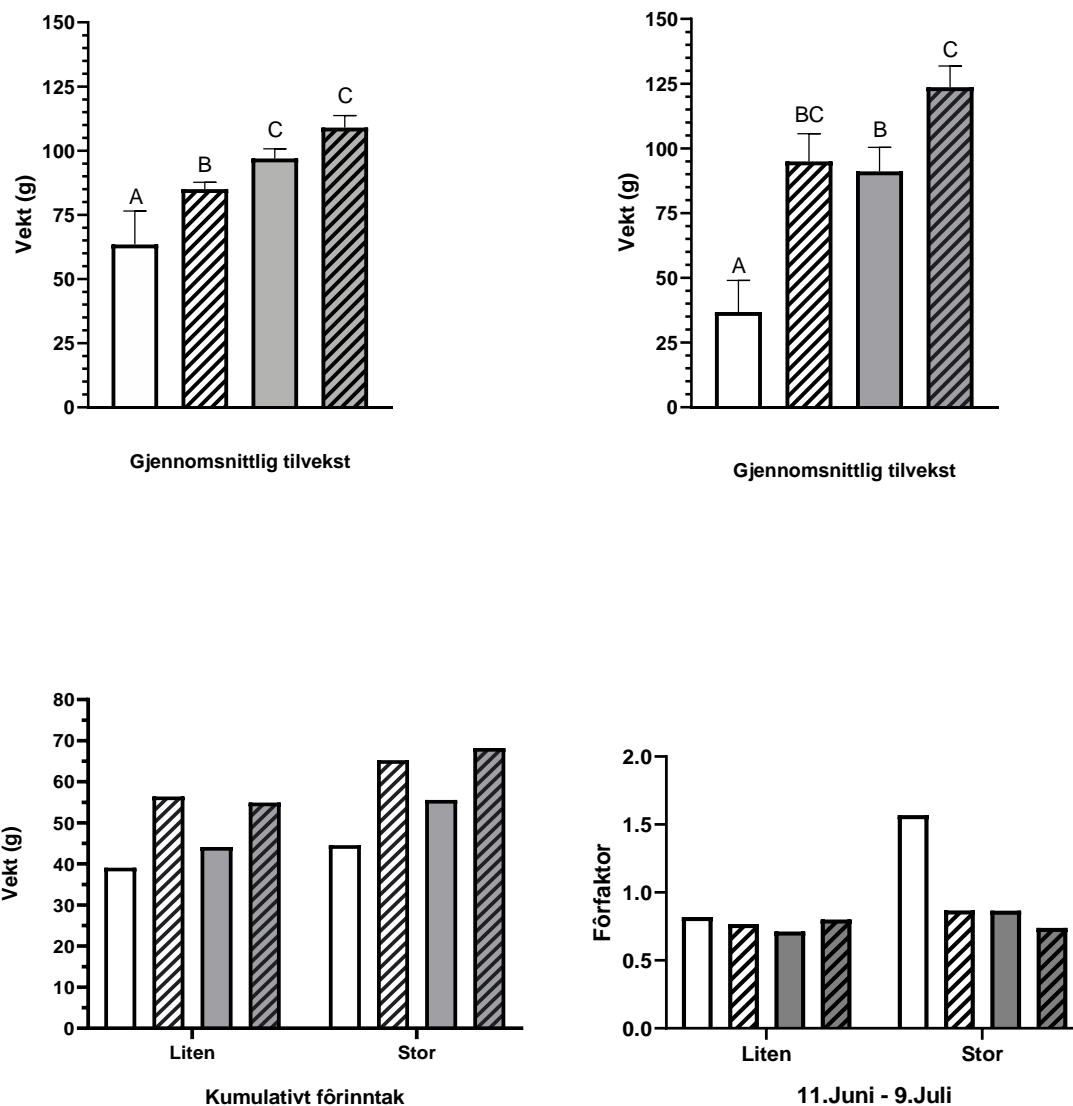 150
125
100
75
50
25
0
Vekt (g)
A
B
C
C
Gjennomsnittlig tilvekst
150
125
100
75
50
25
0
Vekt (g)
A
BC
B
C
Gjennomsnittlig tilvekst
80
70
60
50
40
30
20
10
0
Vekt (g)
Liten
Stor
Kumulativt fôrinntak
2.0
1.5
1.0
0.5
0.0
Fôrfaktor
Liten
Stor
11.Juni - 9.Juli